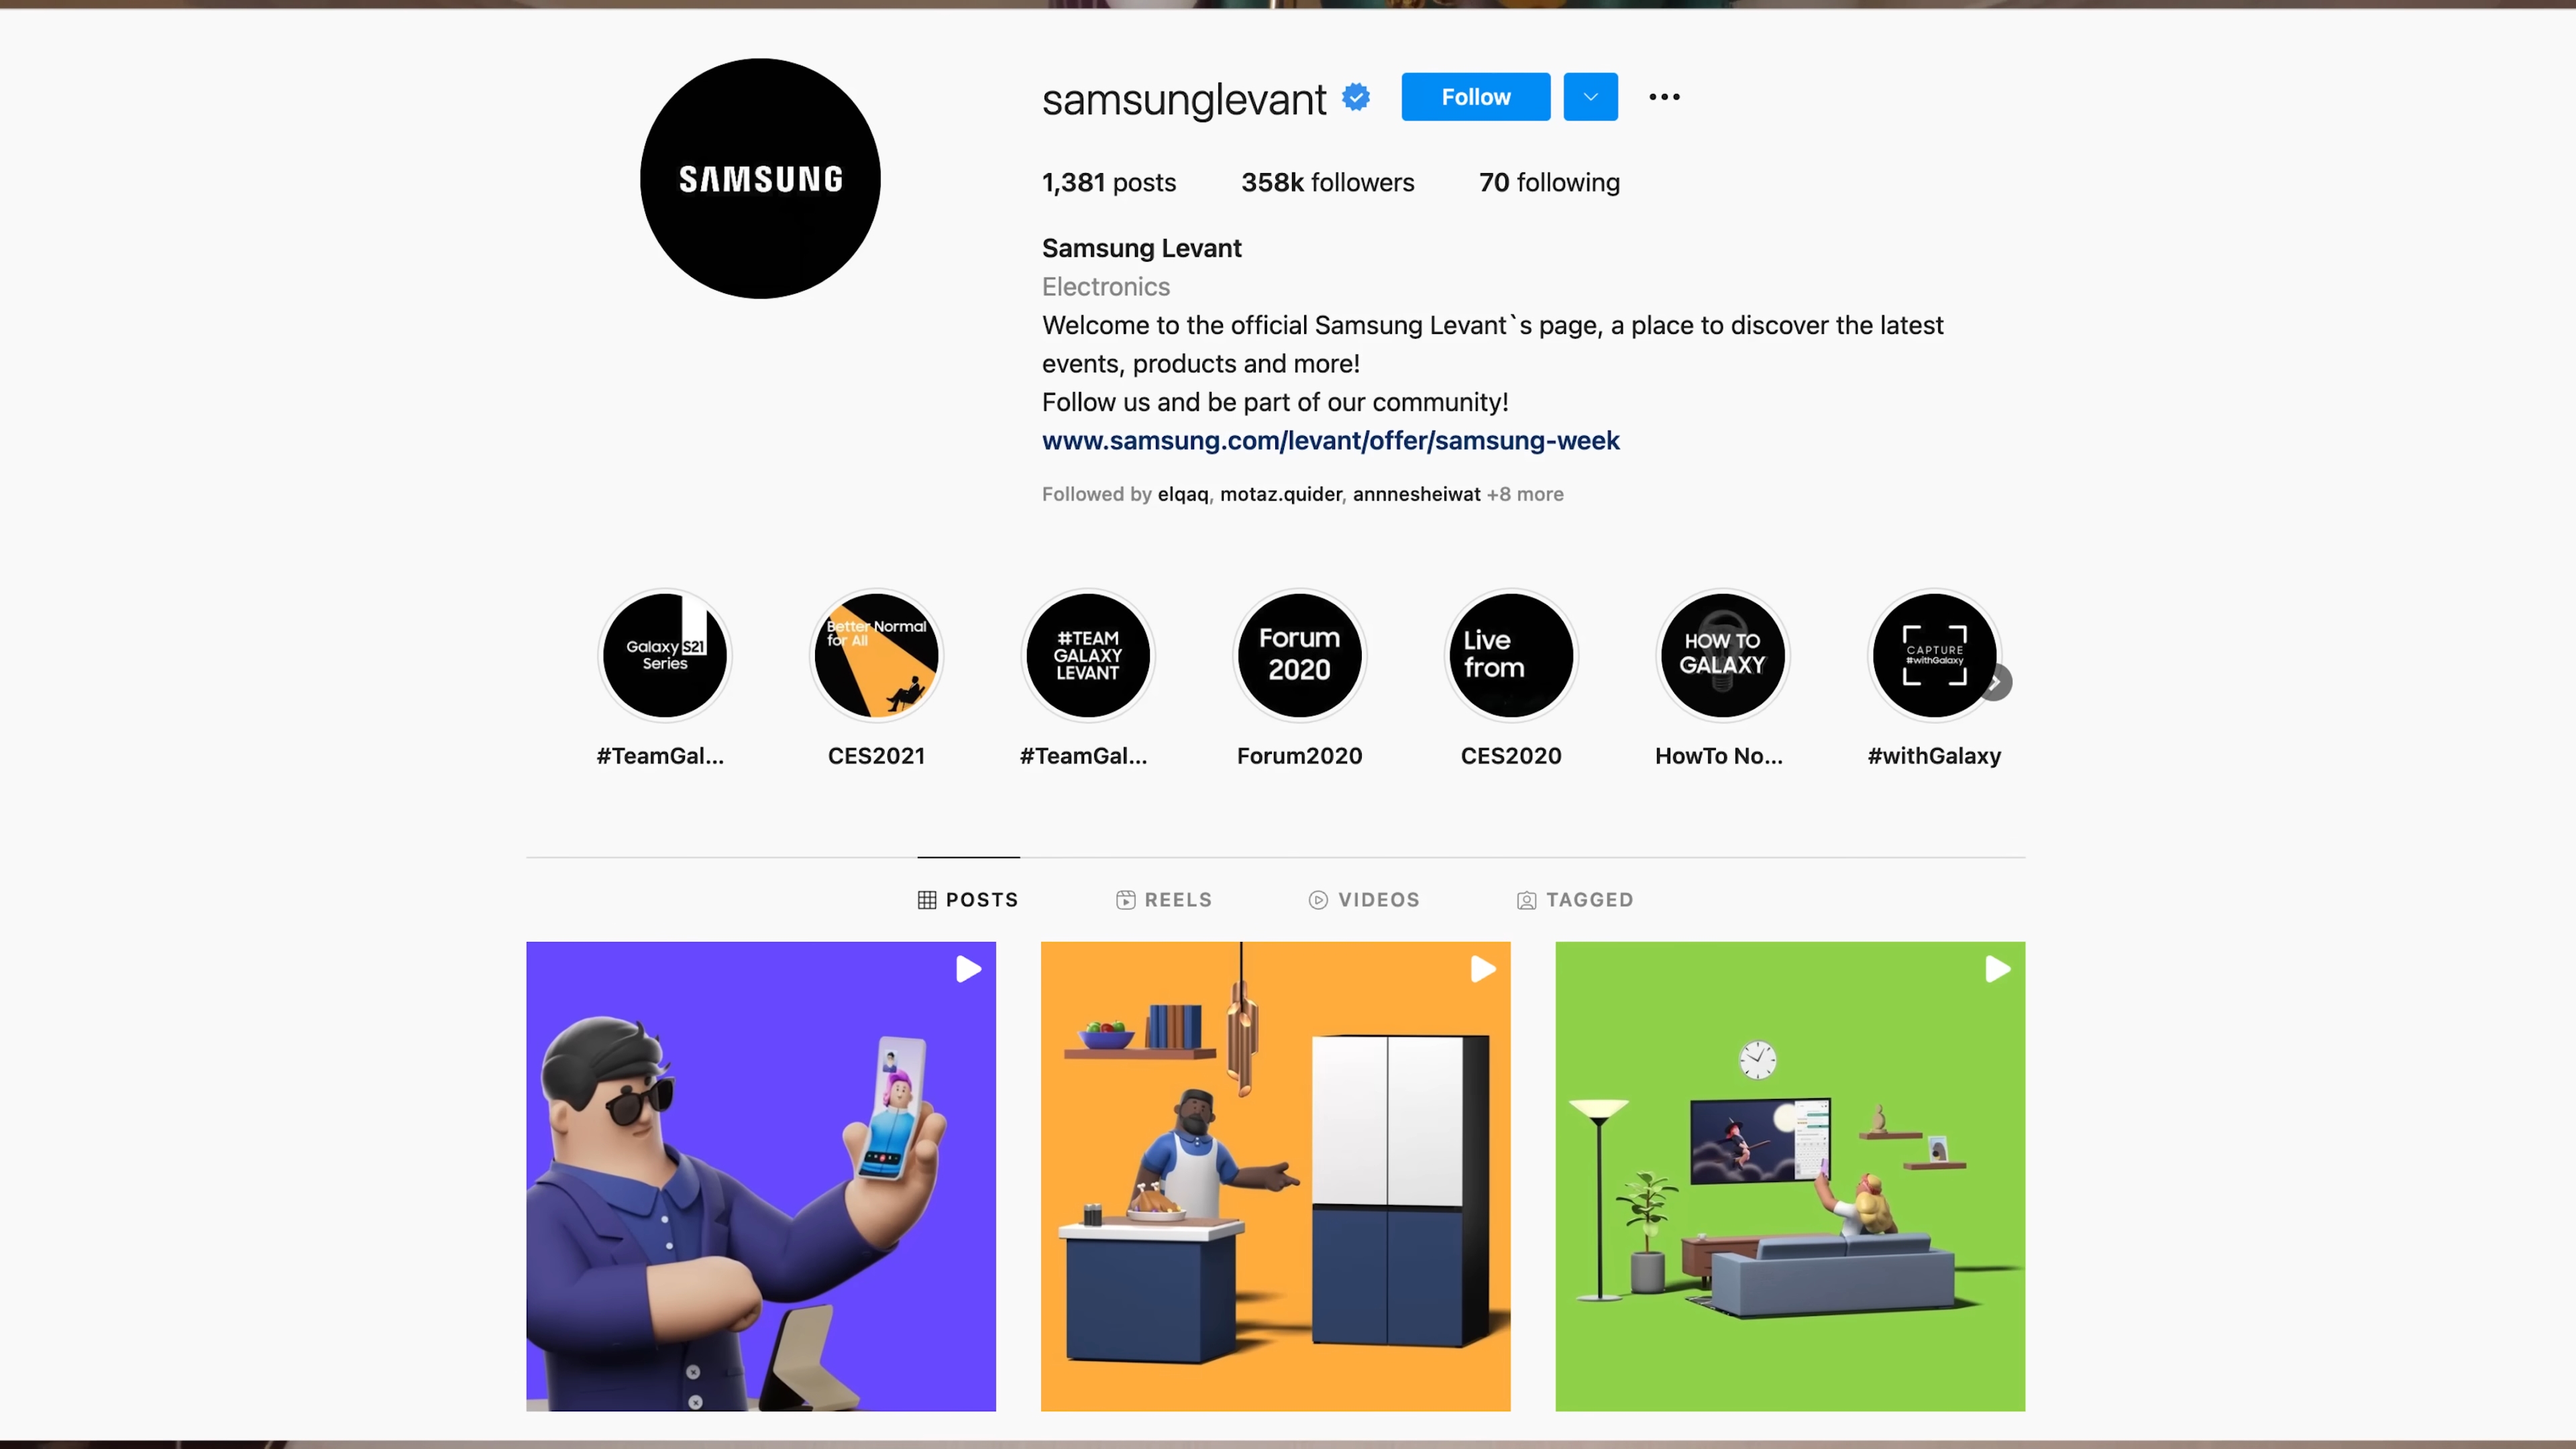 SAMSUNG
samsunglevant
Follow
1,381 posts 358k followers 70 following
Samsung Levant
Electronics
Welcome to the official Samsung Levant`s page, a place to discover the latest
events, products and more!
Follow us and be part of our community!
www.samsung.com/levant/offer/samsung-week
Followed by elqaq, motaz.quider, annnesheiwat +8 more
Galaxy S21
Series
Better Normal
for All
#TEAM
GALAXY
LEVANT
Forum
2020
Live
from
HOW TO
GALAXY
CAPTURE
#withGalaxy
#TeamGal...
CES2021
#TeamGal...
Forum2020
CES2020
HowTo No...
#withGalaxy
POSTS
REELS
VIDEOS
TAGGED